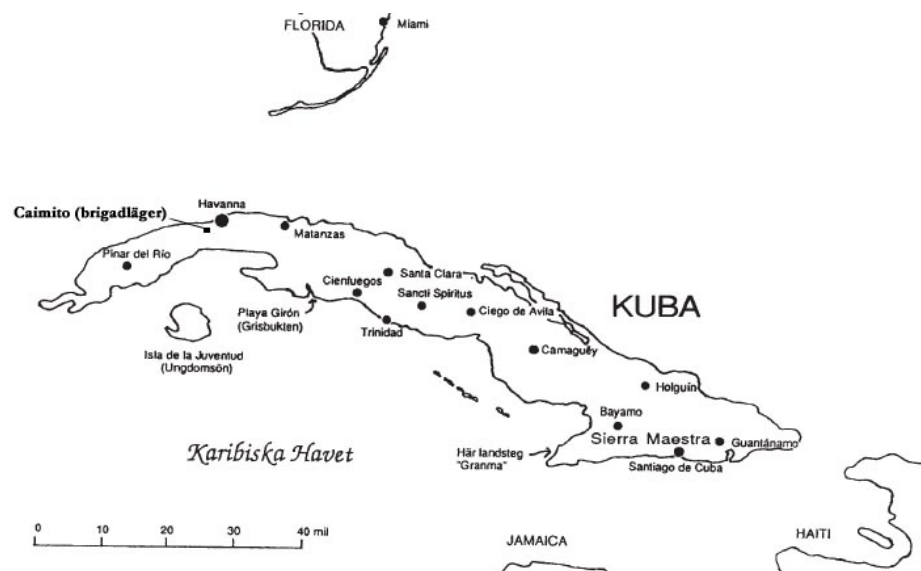 FLORIDA
Miami
Havanna
Caimito (brigadläger)
Matanzas
Pinar del Río
Santa Clara
Cienfuegos
Sancti Spiritus
KUBA
Playa Girón
(Grisbukten)
Ciego de Avila
Trinidad
Isla de la Juventud
(Ungdomsön)
Camaguéy
Holguín
Bayamo
Sierra Maestra
Guantánamo
Karibiska Havet
Här landsteg
"Granma"
Santiago de Cuba
0 10 20 30 40 mil
JAMAICA
HAITI